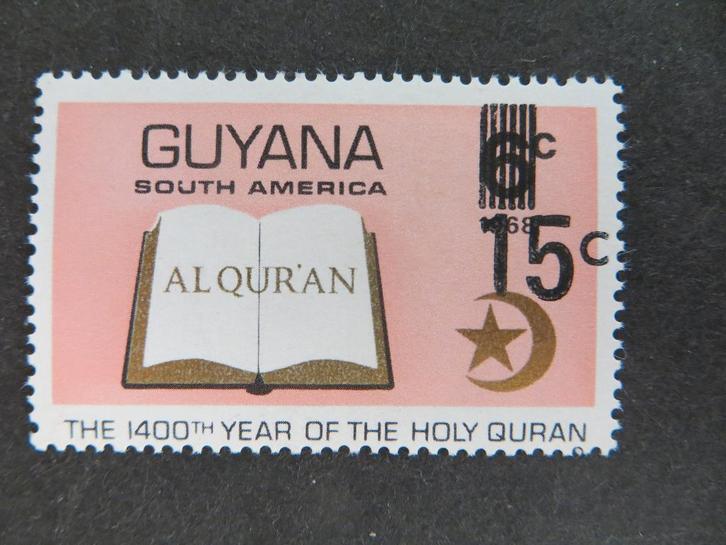 GUYANA
SOUTH AMERICA
6c
1968
15c
AL QUR'AN
THE 1400TH YEAR OF THE HOLY QURAN